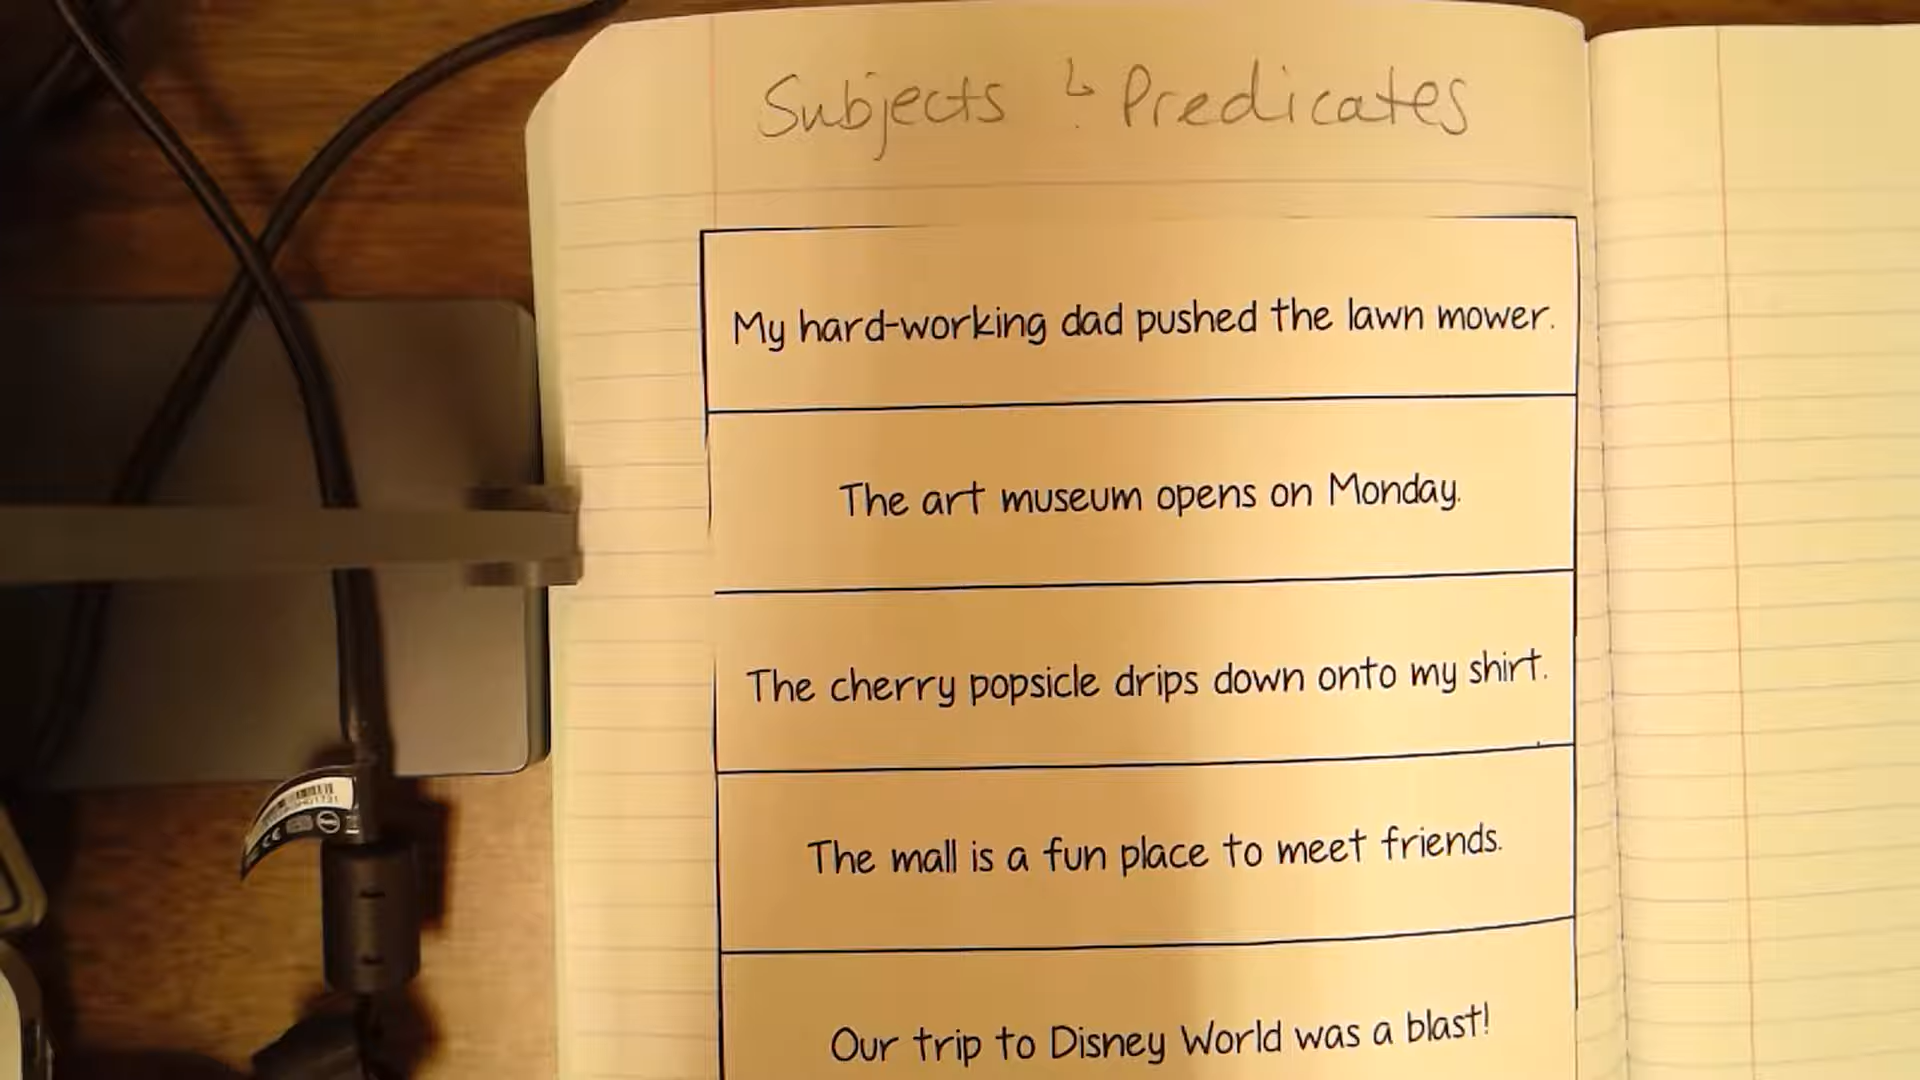 Subjects & Predicates
My hard-working dad pushed the lawn mower.
The art museum opens on Monday.
The cherry popsicle drips down onto my shirt.
The mall is a fun place to meet friends.
Our trip to Disney World was a blast!